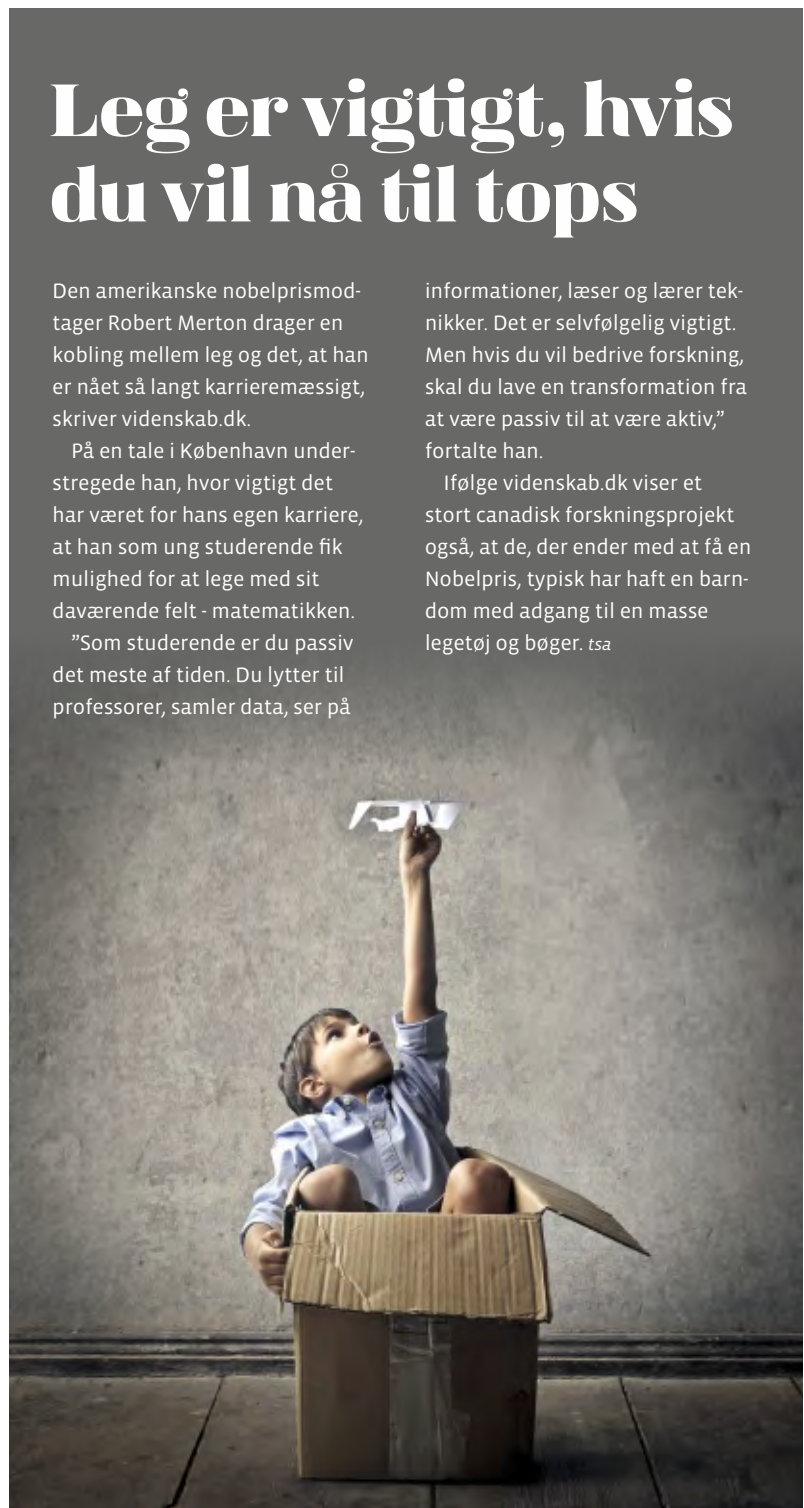 Leg er vigtigt, hvis
du vil nå til tops
Den amerikanske nobelprismod-
tager Robert Merton drager en
kobling mellem leg og det, at han
er nået så langt karrieremæssigt,
skriver videnskab.dk.
På en tale i København under-
stregede han, hvor vigtigt det
har været for hans egen karriere,
at han som ung studerende fik
mulighed for at lege med sit
daværende felt - matematikken.
”Som studerende er du passiv
det meste af tiden. Du lytter til
professorer, samler data, ser på
informationer, læser og lærer tek-
nikker. Det er selvfølgelig vigtigt.
Men hvis du vil bedrive forskning,
skal du lave en transformation fra
at være passiv til at være aktiv,”
fortalte han.
Ifølge videnskab.dk viser et
stort canadisk forskningsprojekt
også, at de, der ender med at få en
Nobelpris, typisk har haft en barn-
dom med adgang til en masse
legetøj og bøger. tsa